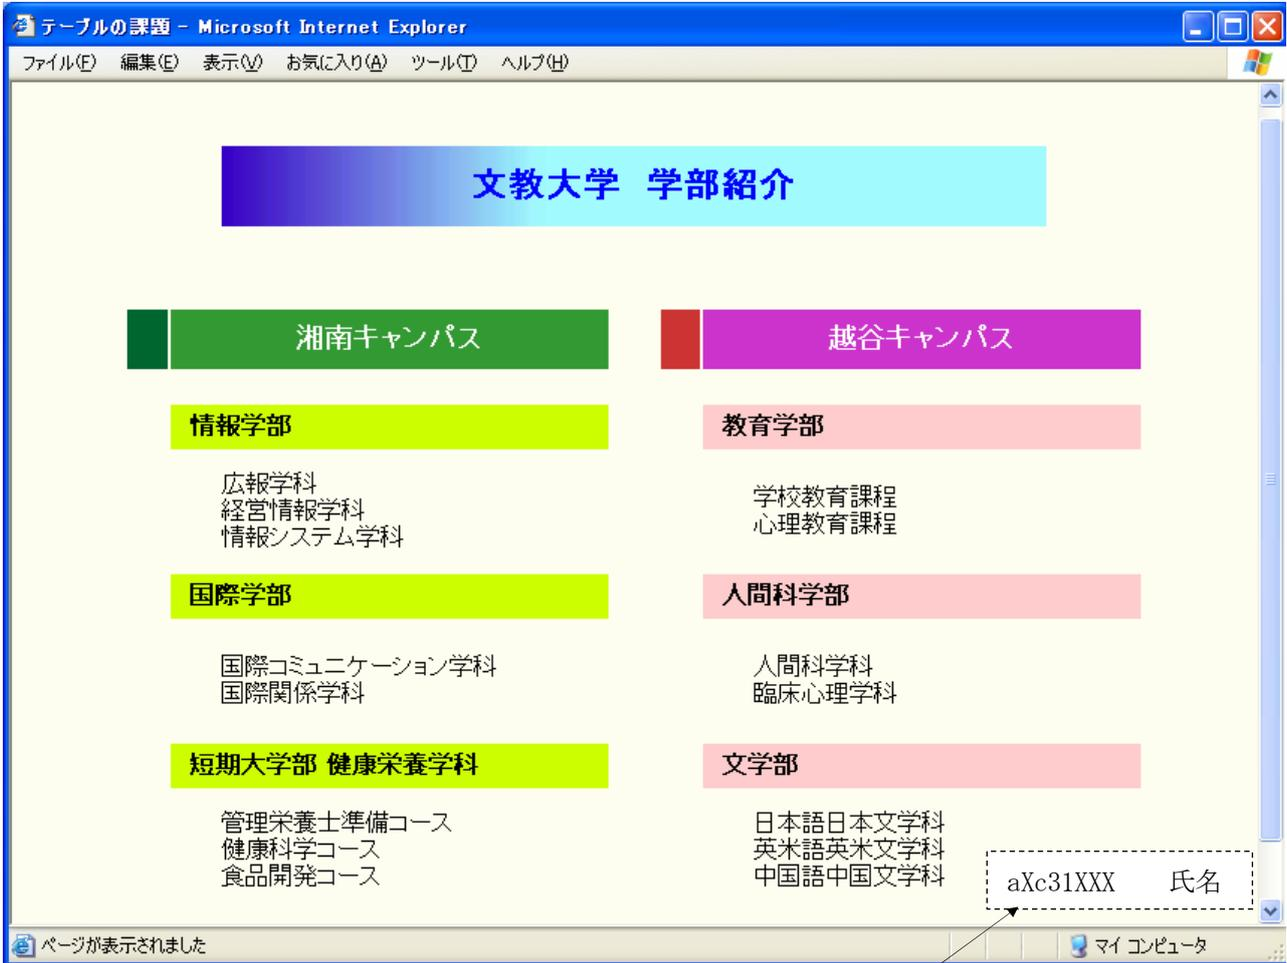 テーブルの課題 - Microsoft Internet Explorer
ファイル(F) 編集(E) 表示(V) お気に入り(A) ツール(T) ヘルプ(H)
文教大学 学部紹介
湘南キャンパス
情報学部
広報学科
経営情報学科
情報システム学科
国際学部
国際コミュニケーション学科
国際関係学科
短期大学部 健康栄養学科
管理栄養士準備コース
健康科学コース
食品開発コース
越谷キャンパス
教育学部
学校教育課程
心理教育課程
人間科学部
人間科学科
臨床心理学科
文学部
日本語日本文学科
英米語英米文学科
中国語中国文学科
aXc31XXX 氏名
ページが表示されました
マイ コンピュータ